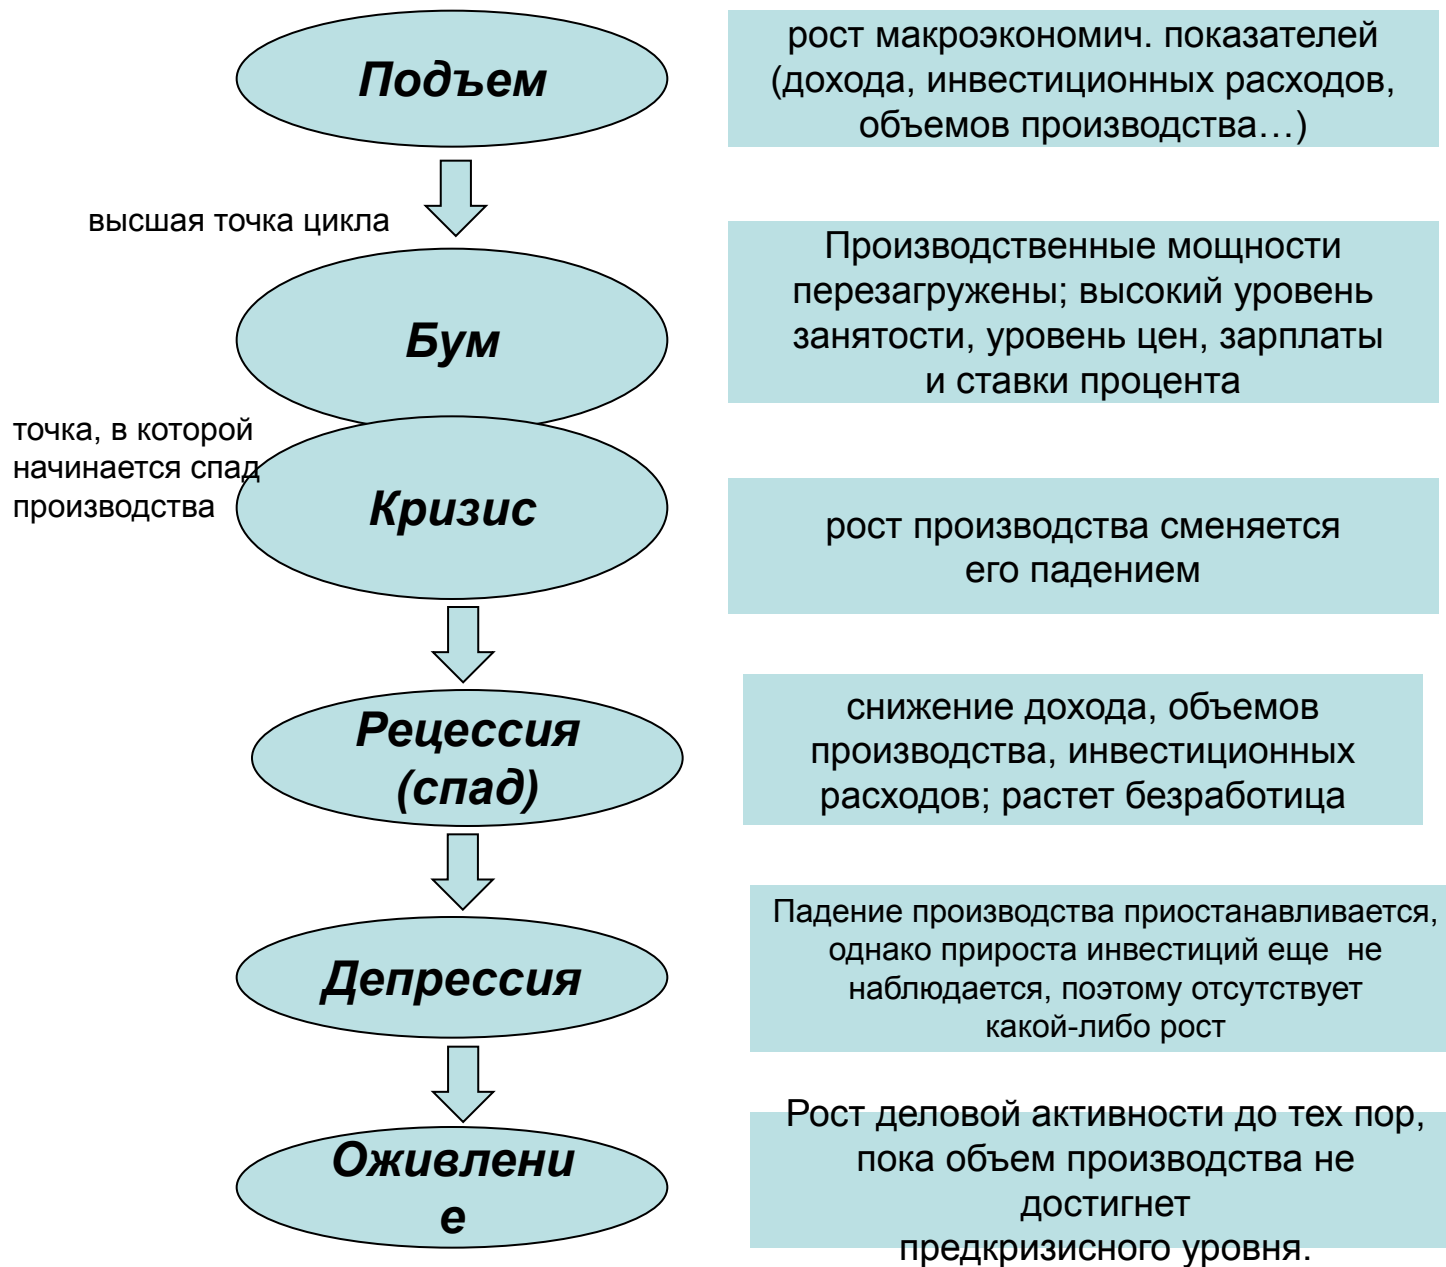 Подъем
рост макроэкономич. показателей
(дохода, инвестиционных расходов,
объемов производства…)
высшая точка цикла
Бум
Производственные мощности
перезагружены; высокий уровень
занятости, уровень цен, зарплаты
и ставки процента
точка, в которой
начинается спад
производства
Кризис
рост производства сменяется
его падением
Рецессия
(спад)
снижение дохода, объемов
производства, инвестиционных
расходов; растет безработица
Депрессия
Падение производства приостанавливается,
однако прироста инвестиций еще не
наблюдается, поэтому отсутствует
какой-либо рост
Оживлени
е
Рост деловой активности до тех пор,
пока объем производства не
достигнет
предкризисного уровня.